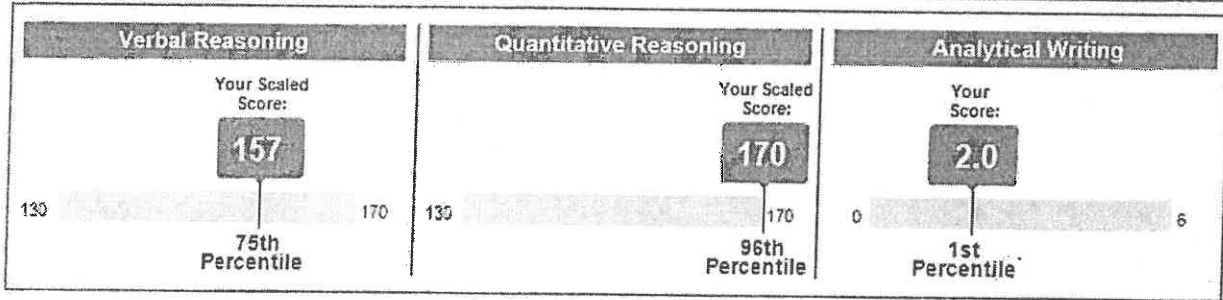 Verbal Reasoning
Your Scaled
Score:
157
130
170
75th
Percentile
Quantitative Reasoning
Your Scaled
Score:
170
130
170
96th
Percentile
Analytical Writing
Your
Score:
2.0
0
6
1st
Percentile